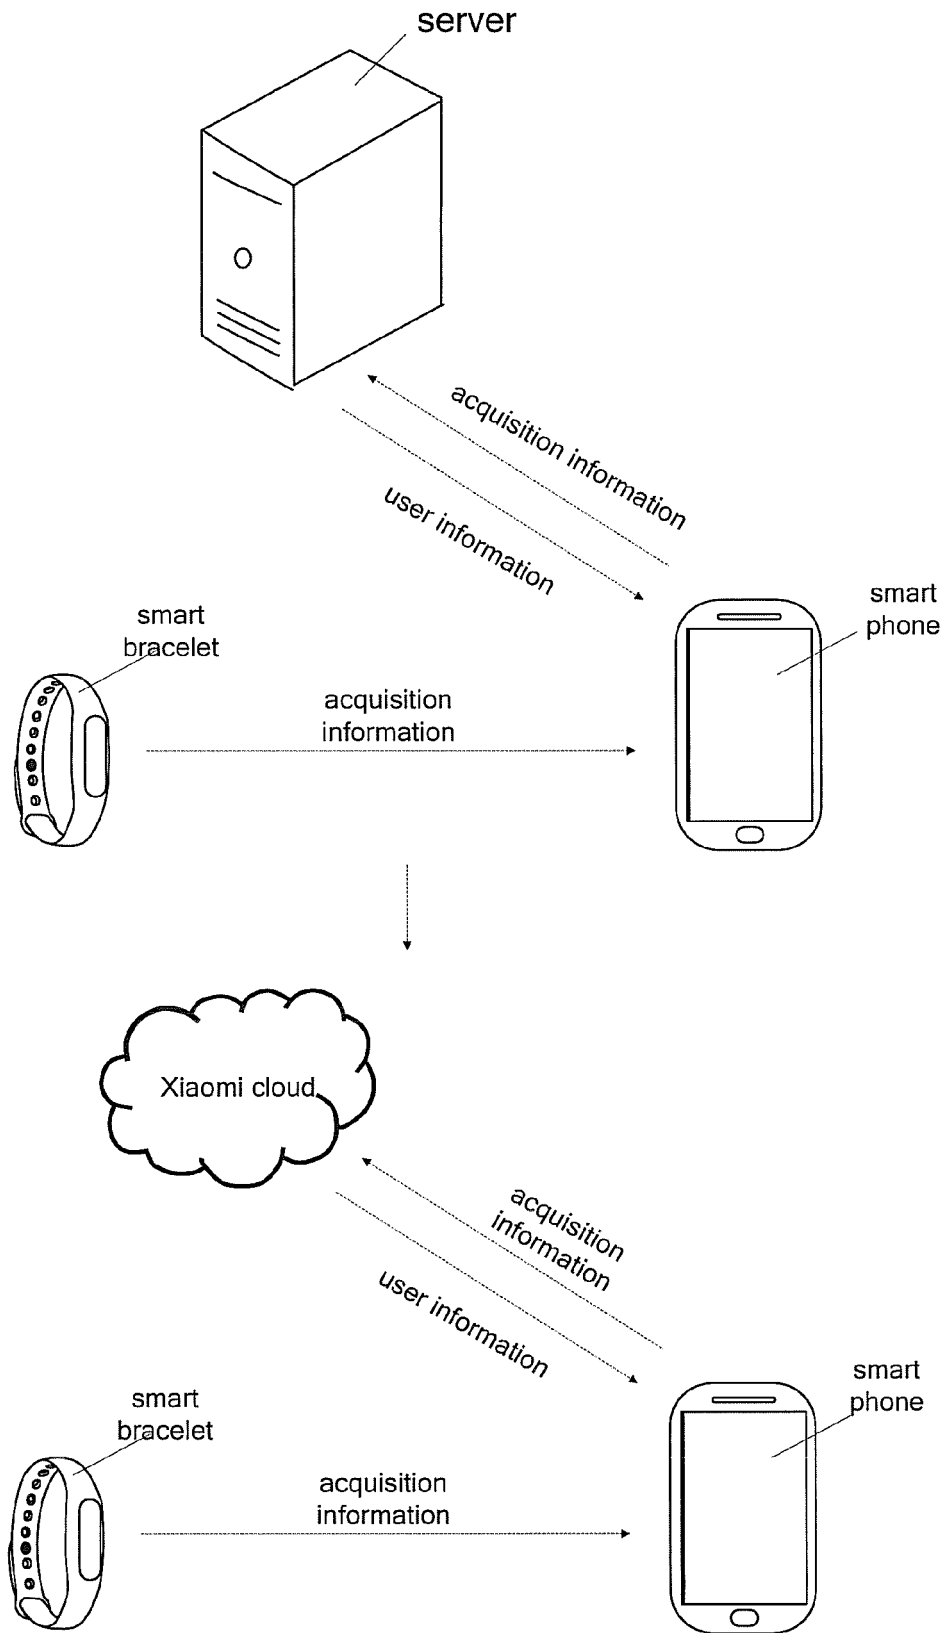 server
acquisition information
user information
smart
phone
smart
bracelet
acquisition
information
Xiaomi cloud
acquisition
information
user information
smart
phone
smart
bracelet
acquisition
information